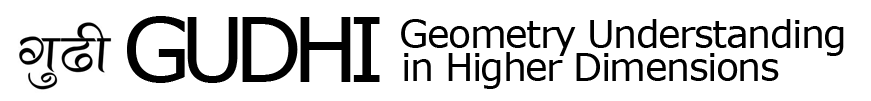 गुढी GUDHI Geometry Understanding
in Higher Dimensions